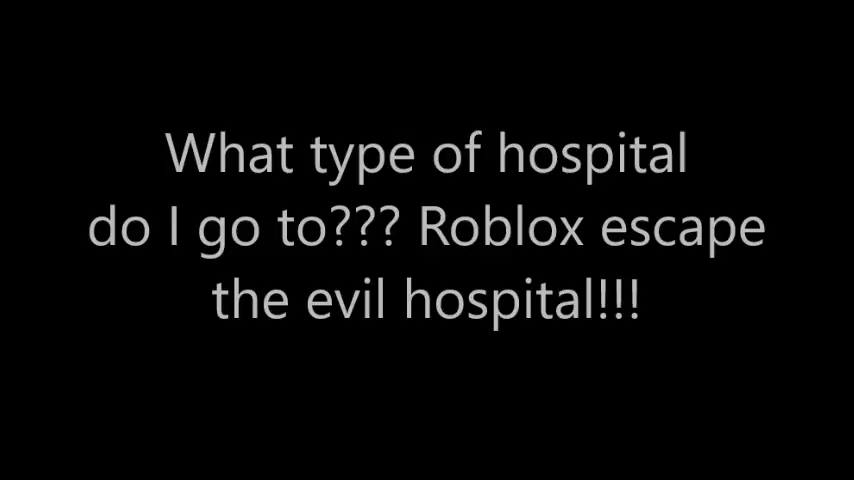 What type of hospital
do I go to??? Roblox escape
the evil hospital!!!